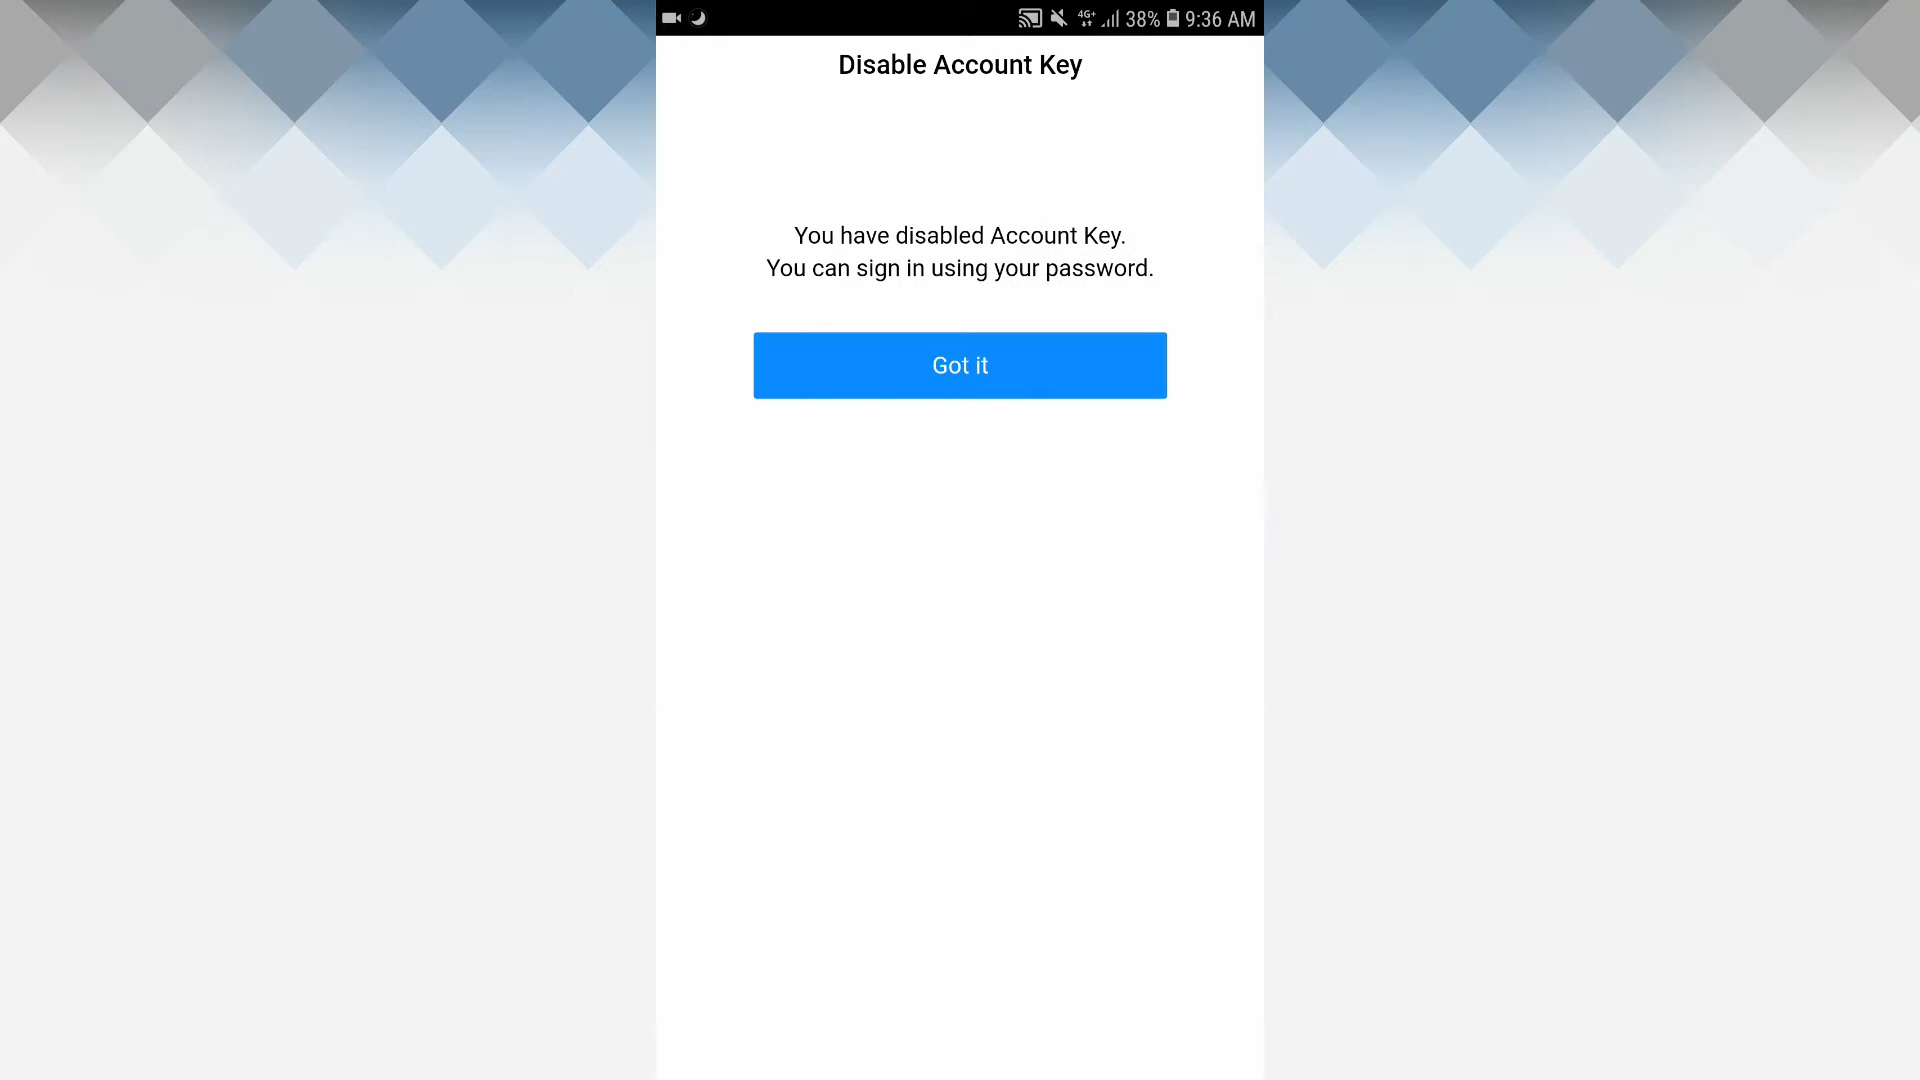 4G+ 38% 9:36 AM
Disable Account Key
You have disabled Account Key.
You can sign in using your password.
Got it